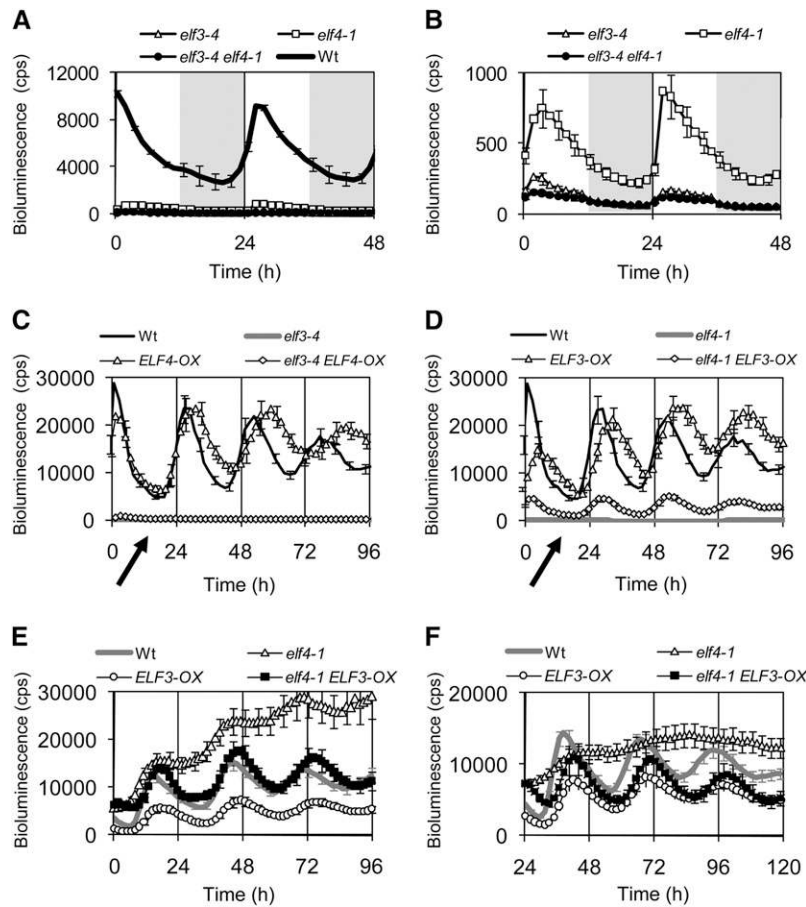 A
elf3-4 elf4-1
elf3-4 elf4-1 Wt
Bioluminescence (cps)
12000
8000
4000
0
0 24 48
Time (h)
B
elf3-4 elf4-1
elf3-4 elf4-1
Bioluminescence (cps)
1000
500
0
0 24 48
Time (h)
C
Wt elf3-4
ELF4-OX elf3-4 ELF4-OX
Bioluminescence (cps)
30000
20000
10000
0
0 24 48 72 96
Time (h)
D
Wt elf4-1
ELF3-OX elf4-1 ELF3-OX
Bioluminescence (cps)
30000
20000
10000
0
0 24 48 72 96
Time (h)
E
Wt elf4-1
ELF3-OX elf4-1 ELF3-OX
Bioluminescence (cps)
30000
20000
10000
0
0 24 48 72 96
Time (h)
F
Wt elf4-1
ELF3-OX elf4-1 ELF3-OX
Bioluminescence (cps)
20000
10000
0
24 48 72 96 120
Time (h)